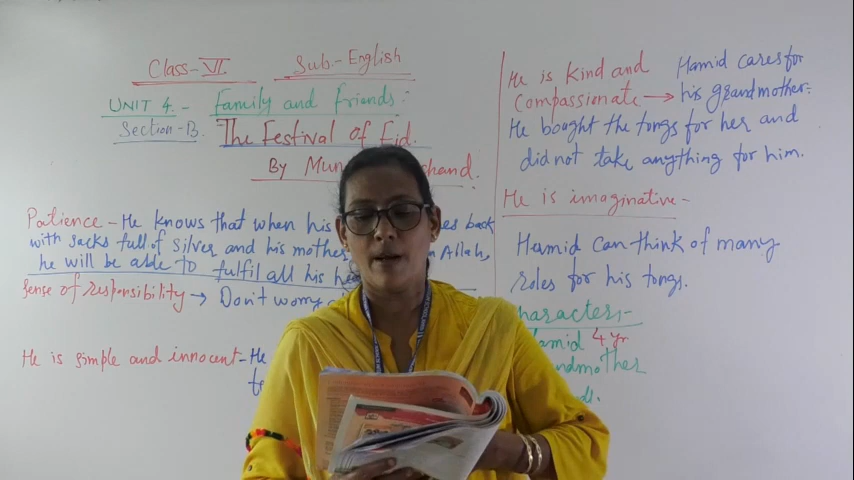 Class-VI Sub-English
UNIT 4 - Family and friends:
Section-B. The Festival of Eid.
By Mun chand.
Patience - He knows that when his es back
with sacks full of silver and his mother Allah,
he will be able to fulfil all his
Sense of responsibility → Don't worry
He is simple and innocent - He
He is kind and
Compassionate → Hamid cares for
his grandmother.
He bought the tongs for her and
did not take anything for him.
He is imaginative -
Hamid can think of many
roles for his tongs.
haracters:-
amid 4 yr
ndmother